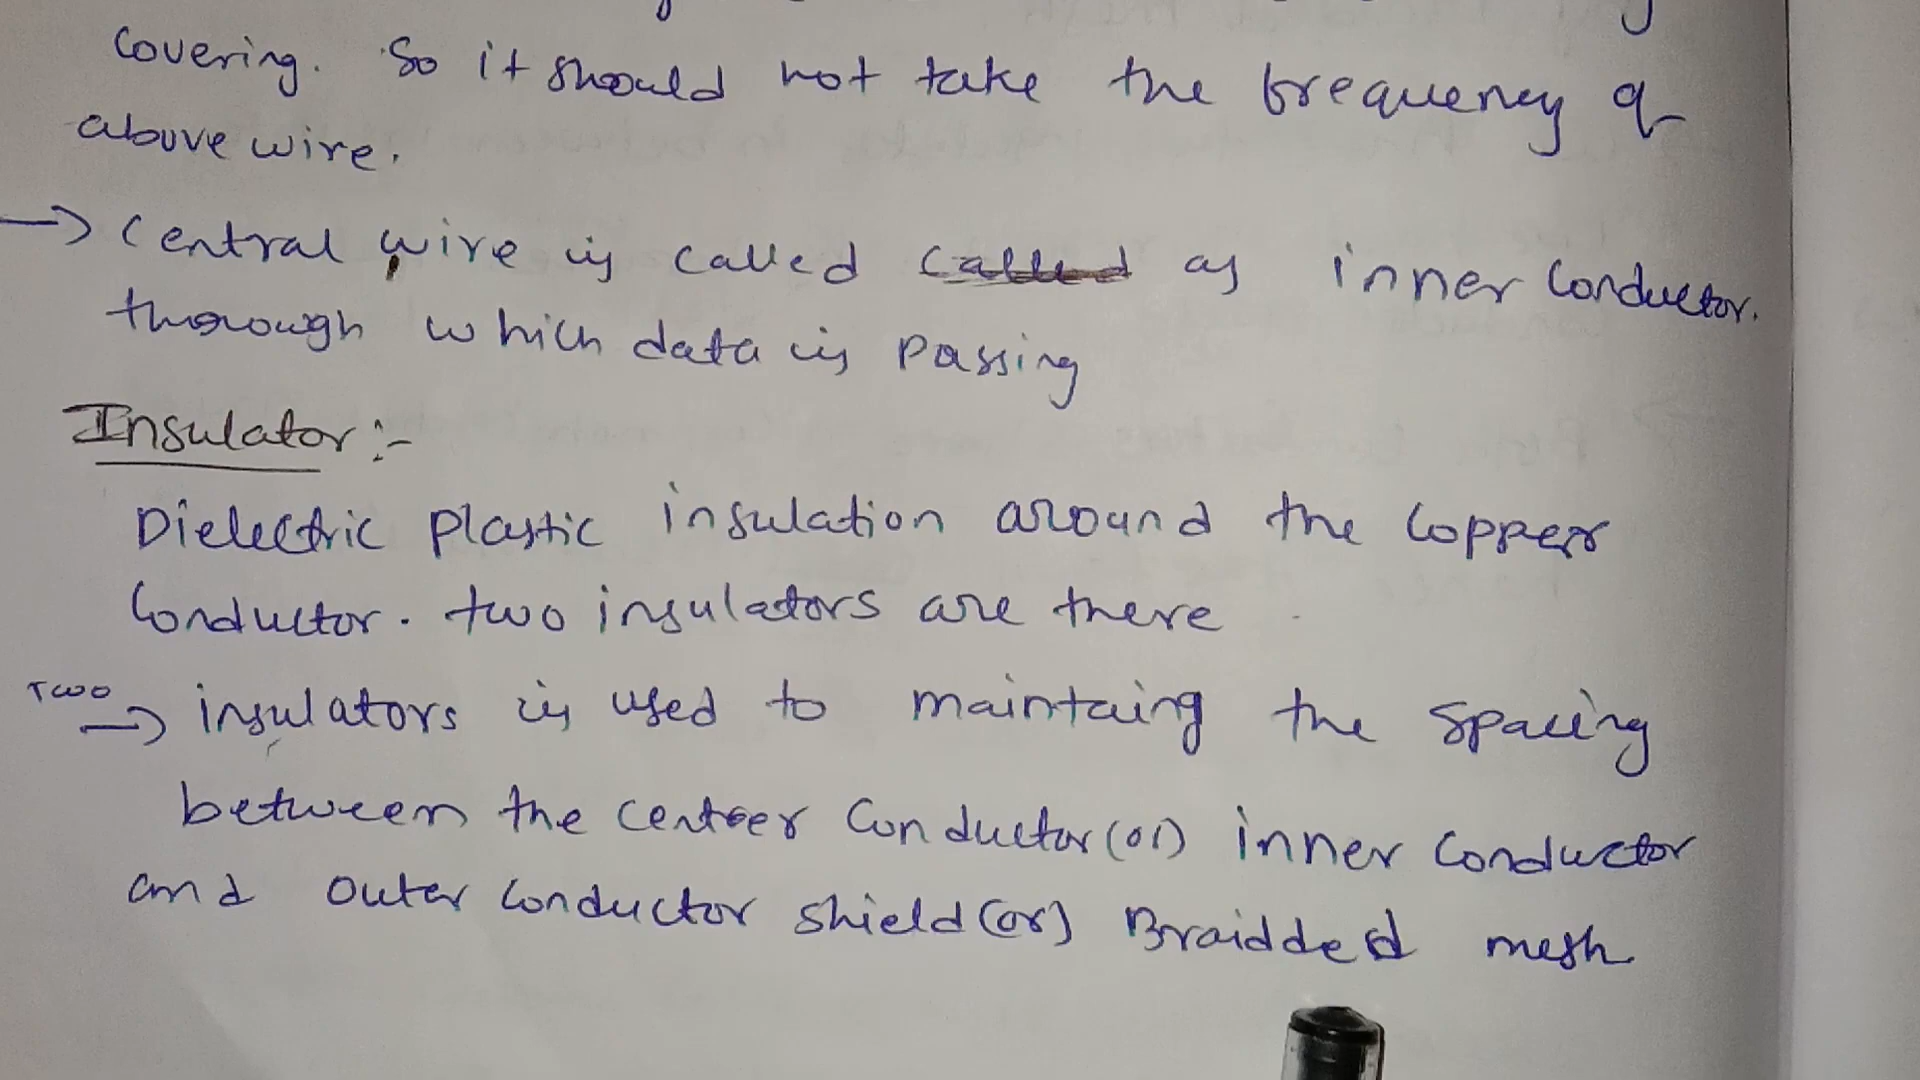 Covering. So it should not take the frequency of
above wire.
→ Central wire is called called as inner Conductor.
thorough which data is passing
Insulator :-
Dielectric plastic insulation around the Copper
Conductor. two insulators are there
Two → insulators is used to maintaing the spacing
between the center Conductor (or) inner Conductor
and outer Conductor shield (or) Braidded mesh